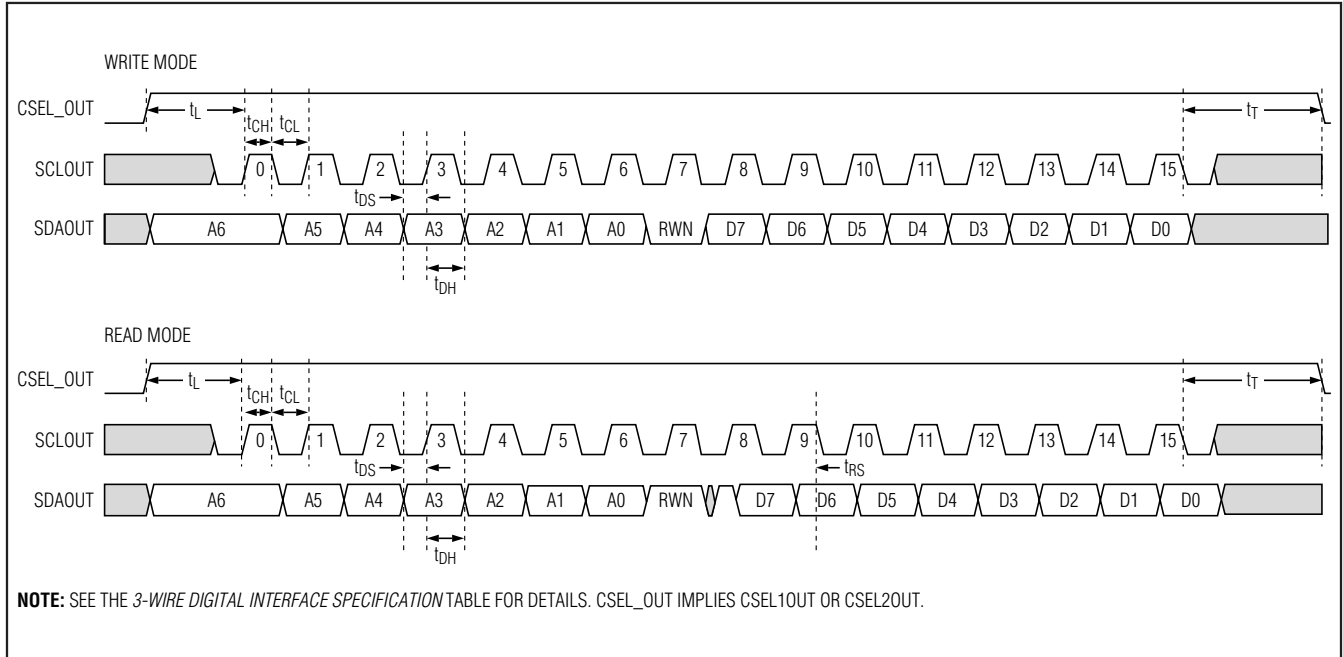 WRITE MODE
CSEL_OUT tL tT
tCH tCL
SCLOUT 0 1 2 3 4 5 6 7 8 9 10 11 12 13 14 15
tDS
SDAOUT A6 A5 A4 A3 A2 A1 A0 RWN D7 D6 D5 D4 D3 D2 D1 D0
tDH
READ MODE
CSEL_OUT tL tT
tCH tCL
SCLOUT 0 1 2 3 4 5 6 7 8 9 10 11 12 13 14 15
tDS tRS
SDAOUT A6 A5 A4 A3 A2 A1 A0 RWN D7 D6 D5 D4 D3 D2 D1 D0
tDH
NOTE: SEE THE 3-WIRE DIGITAL INTERFACE SPECIFICATION TABLE FOR DETAILS. CSEL_OUT IMPLIES CSEL1OUT OR CSEL2OUT.